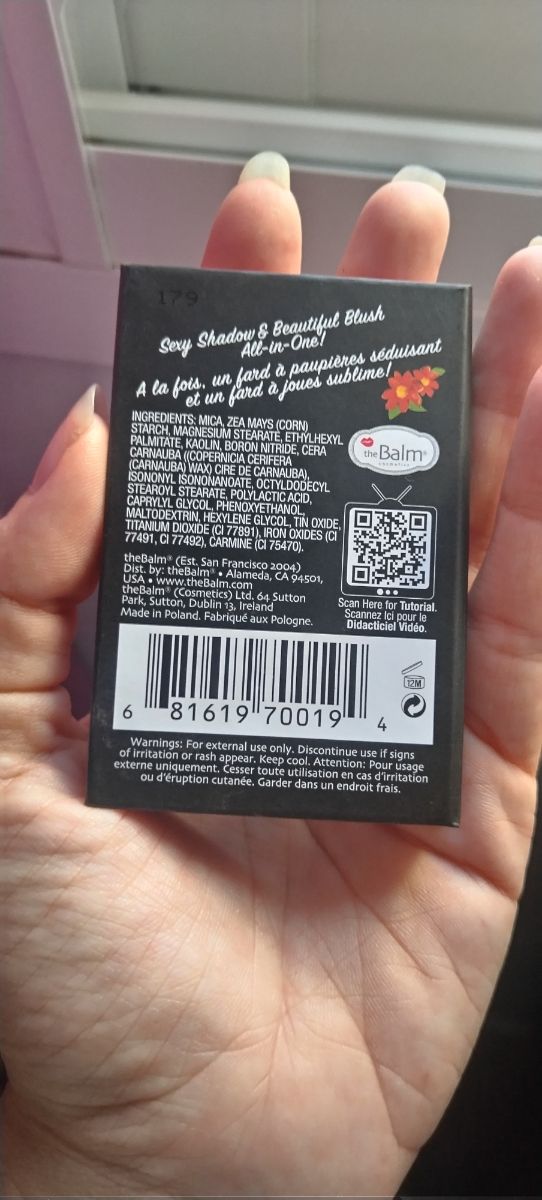 179
Sexy Shadow & Beautiful Blush
All-in-One!
A la fois, un fard à paupières séduisant
et un fard à joues sublime!
INGREDIENTS: MICA, ZEA MAYS (CORN)
STARCH, MAGNESIUM STEARATE, ETHYLHEXYL
PALMITATE, KAOLIN, BORON NITRIDE, CERA
CARNAUBA ((COPERNICIA CERIFERA
(CARNAUBA) WAX) CIRE DE CARNAUBA),
ISONONYL ISONONANOATE, OCTYLDODECYL
STEAROYL STEARATE, POLYLACTIC ACID,
CAPRYLYL GLYCOL, PHENOXYETHANOL,
MALTODEXTRIN, HEXYLENE GLYCOL, TIN OXIDE,
TITANIUM DIOXIDE (CI 77891), IRON OXIDES (CI
77491, CI 77492), CARMINE (CI 75470).
theBalm®
cosmetics
theBalm® (Est. San Francisco 2004)
Dist. by: theBalm® • Alameda, CA 94501,
USA • www.theBalm.com
theBalm® (Cosmetics) Ltd. 64 Sutton
Park, Sutton, Dublin 13, Ireland
Made in Poland. Fabriqué aux Pologne.
Scan Here for Tutorial.
Scannez Ici pour le
Didacticiel Vidéo.
6 81619 70019 4
12M
Warnings: For external use only. Discontinue use if signs
of irritation or rash appear. Keep cool. Attention: Pour usage
externe uniquement. Cesser toute utilisation en cas d'irritation
ou d'éruption cutanée. Garder dans un endroit frais.